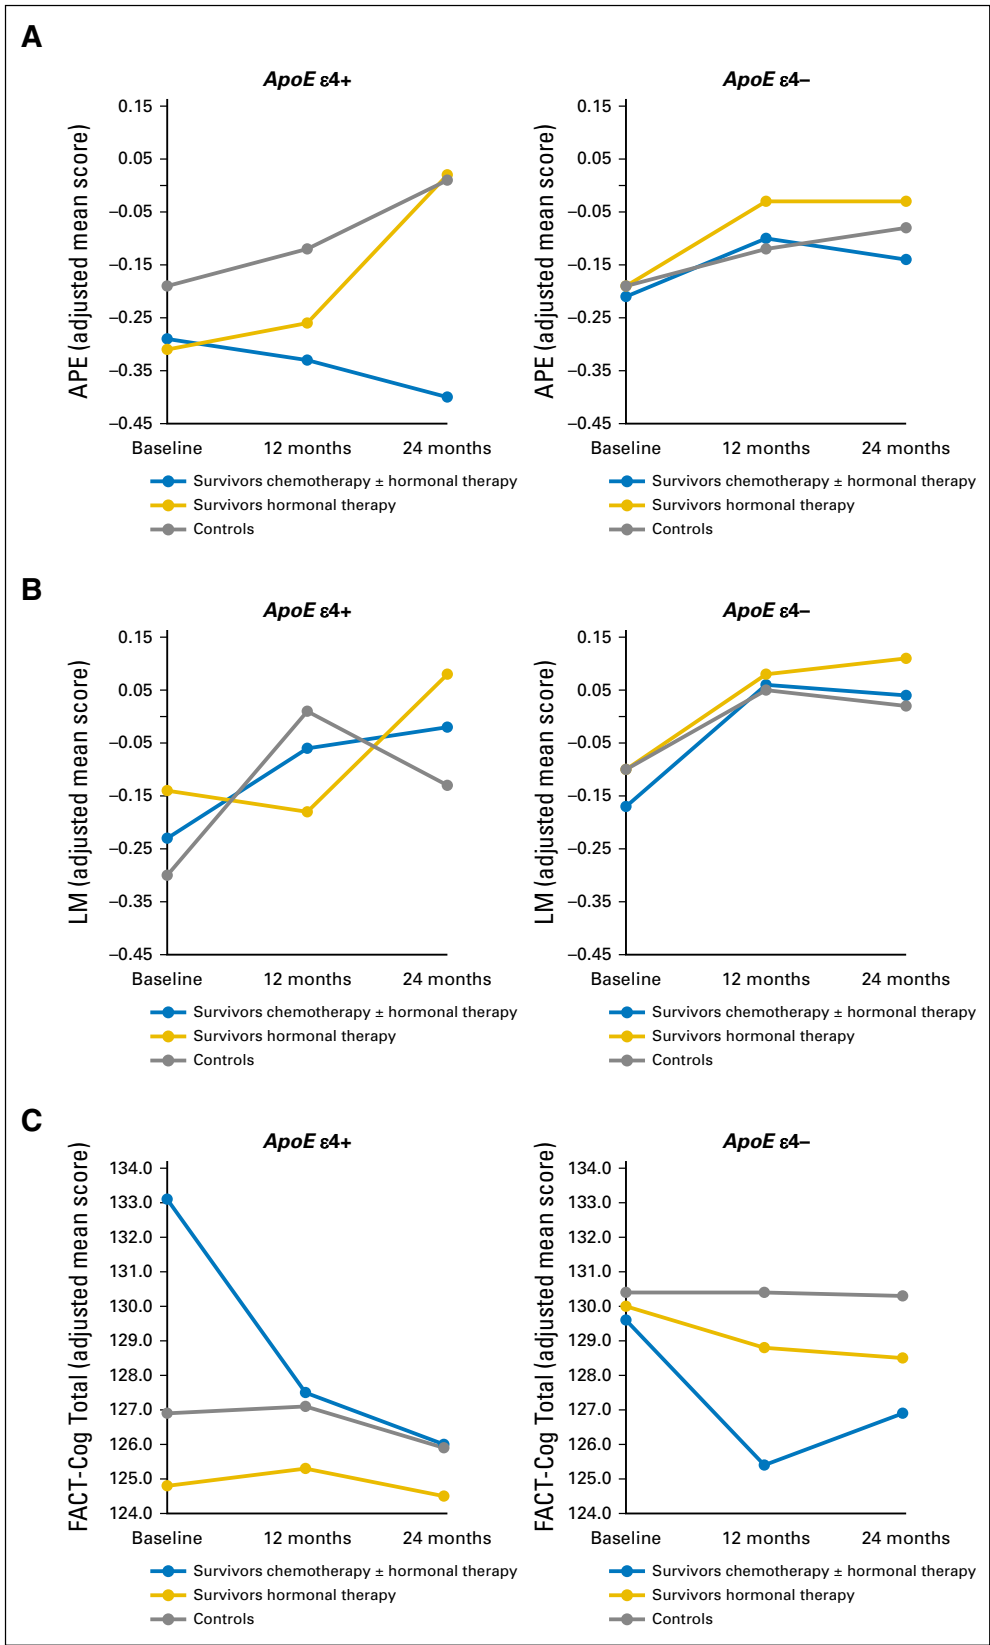 A
ApoE ε4+
APE (adjusted mean score)
0.15
0.05
–0.05
–0.15
–0.25
–0.35
–0.45
Baseline 12 months 24 months
Survivors chemotherapy ± hormonal therapy
Survivors hormonal therapy
Controls
ApoE ε4–
APE (adjusted mean score)
0.15
0.05
–0.05
–0.15
–0.25
–0.35
–0.45
Baseline 12 months 24 months
Survivors chemotherapy ± hormonal therapy
Survivors hormonal therapy
Controls
B
ApoE ε4+
LM (adjusted mean score)
0.15
0.05
–0.05
–0.15
–0.25
–0.35
–0.45
Baseline 12 months 24 months
Survivors chemotherapy ± hormonal therapy
Survivors hormonal therapy
Controls
ApoE ε4–
LM (adjusted mean score)
0.15
0.05
–0.05
–0.15
–0.25
–0.35
–0.45
Baseline 12 months 24 months
Survivors chemotherapy ± hormonal therapy
Survivors hormonal therapy
Controls
C
ApoE ε4+
FACT-Cog Total (adjusted mean score)
134.0
133.0
132.0
131.0
130.0
129.0
128.0
127.0
126.0
125.0
124.0
Baseline 12 months 24 months
Survivors chemotherapy ± hormonal therapy
Survivors hormonal therapy
Controls
ApoE ε4–
FACT-Cog Total (adjusted mean score)
134.0
133.0
132.0
131.0
130.0
129.0
128.0
127.0
126.0
125.0
124.0
Baseline 12 months 24 months
Survivors chemotherapy ± hormonal therapy
Survivors hormonal therapy
Controls